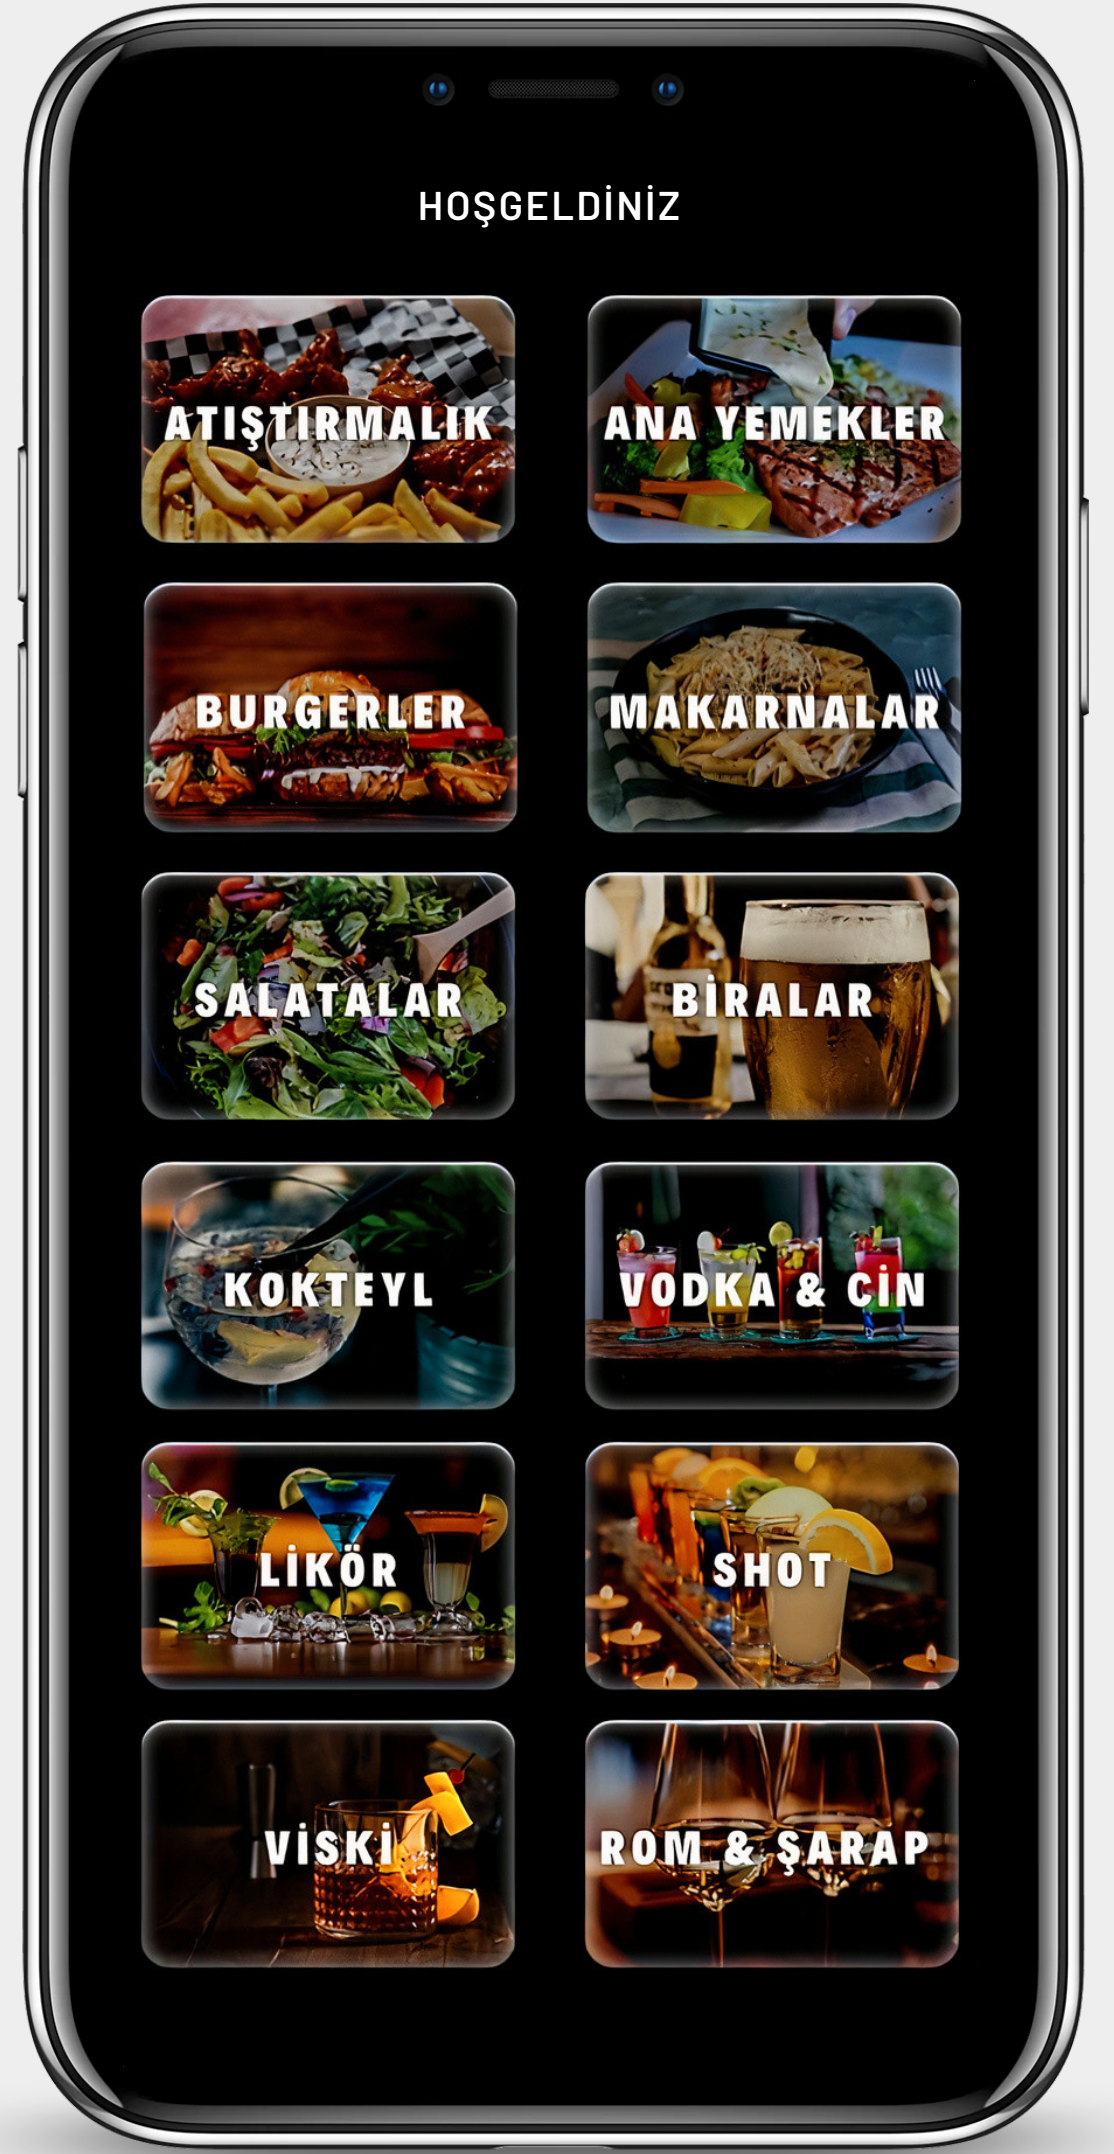 HOŞGELDİNİZ
ATIŞTIRMALIK
ANA YEMEKLER
BURGERLER
MAKARNALAR
SALATALAR
BİRALAR
KOKTEYL
VODKA & CİN
LİKÖR
SHOT
VİSKİ
ROM & ŞARAP